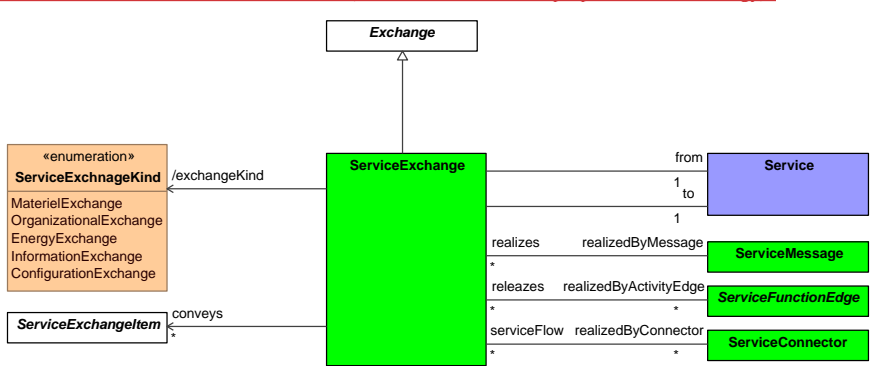 Exchange
«enumeration»
ServiceExchnageKind
MaterielExchange
OrganizationalExchange
EnergyExchange
InformationExchange
ConfigurationExchange
/exchangeKind
ServiceExchange
from
1
to
1
Service
realizes
realizedByMessage
*
ServiceMessage
releazes
realizedByActivityEdge
*
*
ServiceFunctionEdge
ServiceExchangeItem
conveys
*
serviceFlow
realizedByConnector
*
*
ServiceConnector